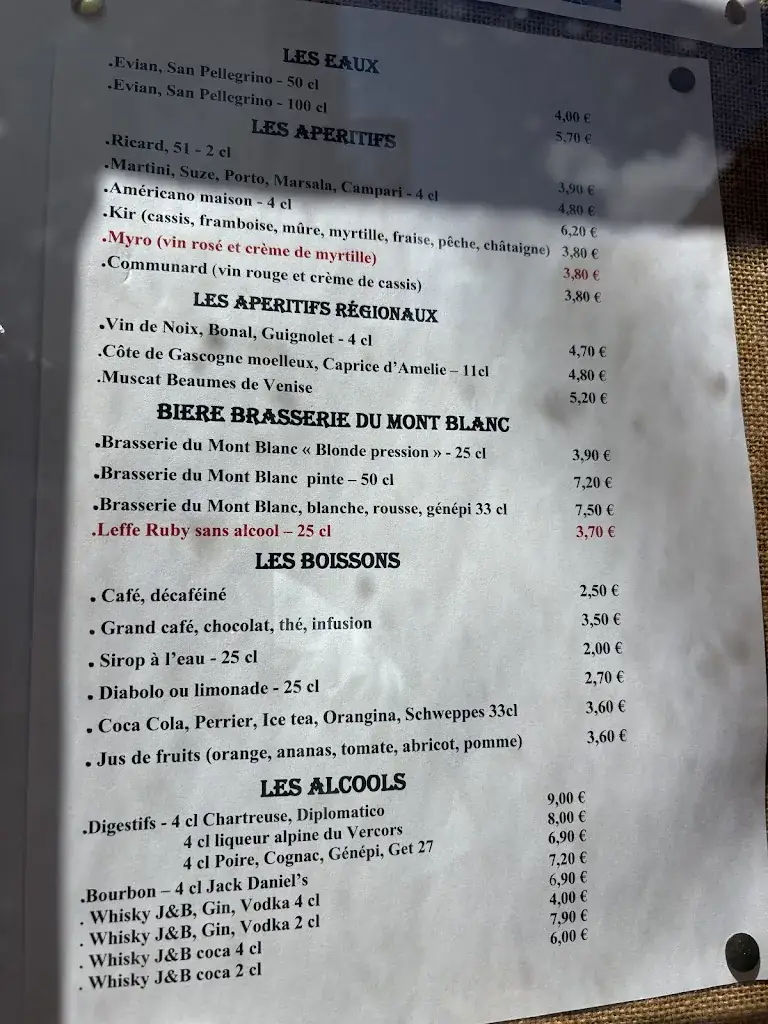 LES EAUX
.Evian, San Pellegrino - 50 cl 4,00 €
.Evian, San Pellegrino - 100 cl 5,70 €
LES APERITIFS
.Ricard, 51 - 2 cl 3,90 €
.Martini, Suze, Porto, Marsala, Campari - 4 cl 4,80 €
.Américano maison - 4 cl 6,20 €
.Kir (cassis, framboise, mûre, myrtille, fraise, pêche, châtaigne) 3,80 €
.Myro (vin rosé et crème de myrtille) 3,80 €
.Communard (vin rouge et crème de cassis) 3,80 €
LES APERITIFS RÉGIONAUX
.Vin de Noix, Bonal, Guignolet - 4 cl 4,70 €
.Côte de Gascogne moelleux, Caprice d'Amelie – 11cl 4,80 €
.Muscat Beaumes de Venise 5,20 €
BIERE BRASSERIE DU MONT BLANC
.Brasserie du Mont Blanc « Blonde pression » - 25 cl 3,90 €
.Brasserie du Mont Blanc pinte – 50 cl 7,20 €
.Brasserie du Mont Blanc, blanche, rousse, génépi 33 cl 7,50 €
.Leffe Ruby sans alcool – 25 cl 3,70 €
LES BOISSONS
. Café, décaféiné 2,50 €
. Grand café, chocolat, thé, infusion 3,50 €
. Sirop à l'eau - 25 cl 2,00 €
. Diabolo ou limonade - 25 cl 2,70 €
. Coca Cola, Perrier, Ice tea, Orangina, Schweppes 33cl 3,60 €
. Jus de fruits (orange, ananas, tomate, abricot, pomme) 3,60 €
LES ALCOOLS
.Digestifs - 4 cl Chartreuse, Diplomatico 9,00 €
4 cl liqueur alpine du Vercors 8,00 €
4 cl Poire, Cognac, Génépi, Get 27 6,90 €
.Bourbon – 4 cl Jack Daniel's 7,20 €
. Whisky J&B, Gin, Vodka 4 cl 6,90 €
. Whisky J&B, Gin, Vodka 2 cl 4,00 €
. Whisky J&B coca 4 cl 7,90 €
. Whisky J&B coca 2 cl 6,00 €